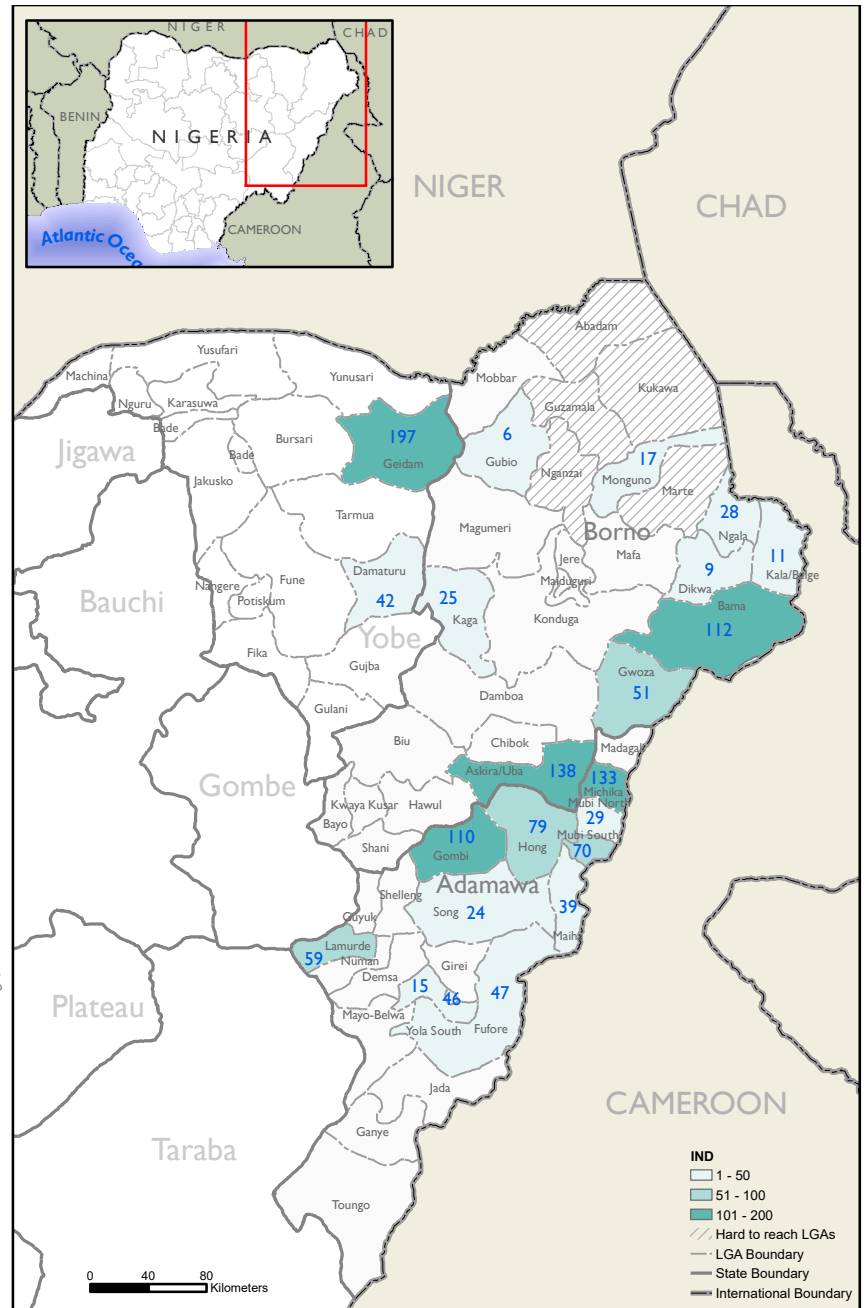 NIGER
CHAD
BENIN
NIGERIA
CAMEROON
Atlantic Ocea
NIGER
CHAD
Abadam
Yusufari
Machina
Yunusari
Mobbar
Kukawa
Nguru
Karasuwa
Guzamala
Bade
Bursari
197
Geidam
6
Gubio
17
Monguno
Jigawa
Bade
Nganzai
Jakusko
Marte
28
Tarmua
Magumeri
Borno
Ngala
Jere
Mafa
11
Kala/Balge
Damaturu
9
Dikwa
Nangere
Fune
Maiduguri
Bauchi
Potiskum
42
25
Kaga
Konduga
Bama
112
Yobe
Fika
Gujba
Gwoza
51
Gulani
Damboa
Biu
Chibok
Madagali
Askira/Uba
138
133
Michika
Gombe
Mubi North
Kwaya Kusar
Hawul
Bayo
29
79
Mubi South
110
Shani
Gombi
Hong
70
Adamawa
Shelleng
Song
24
39
Guyuk
Maiha
Lamurde
59
Numan
Girei
Demsa
15
46
47
Plateau
Mayo-Belwa
Yola South
Fufore
Jada
CAMEROON
Ganye
Taraba
Toungo
IND
1 - 50
51 - 100
101 - 200
Hard to reach LGAs
LGA Boundary
State Boundary
International Boundary
0 40 80
Kilometers